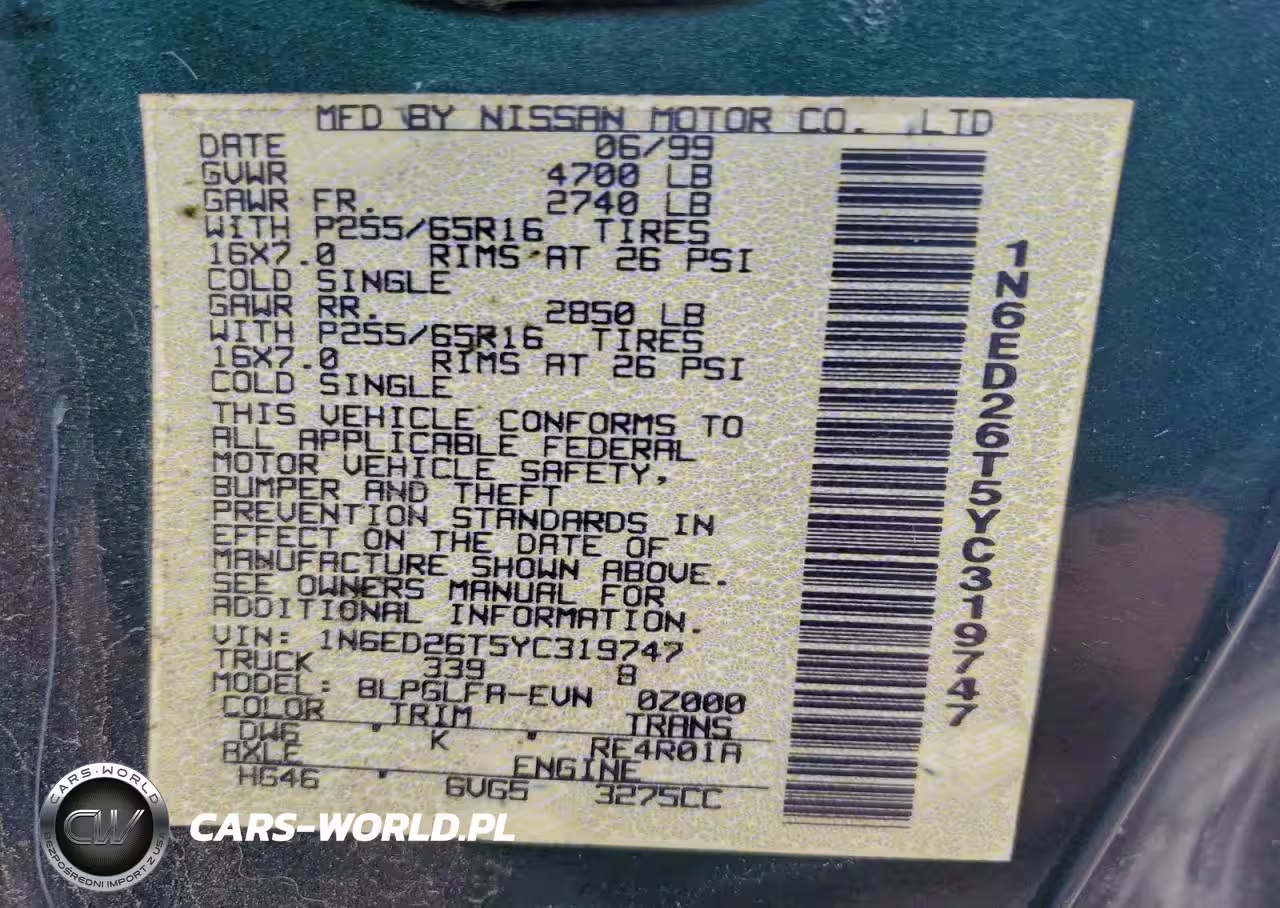 MFD BY NISSAN MOTOR CO. ,LTD
DATE 06/99
GVWR 4700 LB
GAWR FR. 2740 LB
WITH P255/65R16 TIRES
16X7.0 RIMS AT 26 PSI
COLD SINGLE
GAWR RR. 2850 LB
WITH P255/65R16 TIRES
16X7.0 RIMS AT 26 PSI
COLD SINGLE
THIS VEHICLE CONFORMS TO
ALL APPLICABLE FEDERAL
MOTOR VEHICLE SAFETY,
BUMPER AND THEFT
PREVENTION STANDARDS IN
EFFECT ON THE DATE OF
MANUFACTURE SHOWN ABOVE.
SEE OWNERS MANUAL FOR
ADDITIONAL INFORMATION.
VIN: 1N6ED26T5YC319747
TRUCK 339 8
MODEL: BLPGLFA-EVN 0Z000
COLOR TRIM TRANS
DW6 K RE4R01A
AXLE ENGINE
HG46 6VG5 3275CC
1N6ED26T5YC319747
CARS-WORLD
CW
BEZPOŚREDNI IMPORT Z USA
CARS-WORLD.PL